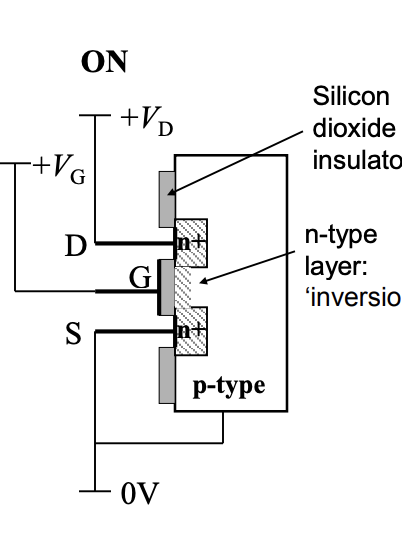 ON
+V_D
Silicon
dioxide
insulato
+V_G
n+
D
n-type
layer:
‘inversio
G
S
n+
p-type
0V